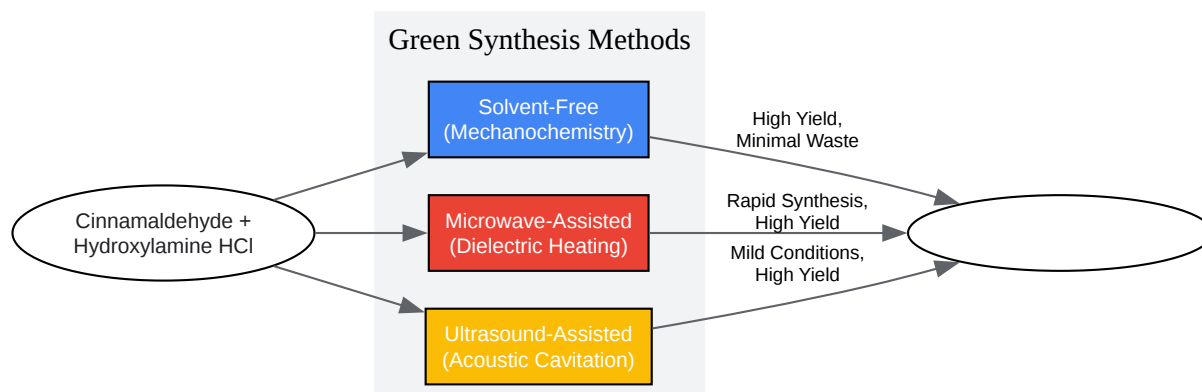 Green Synthesis Methods
Solvent-Free
(Mechanochemistry)
High Yield,
Minimal Waste
Cinnamaldehyde +
Hydroxylamine HCl
Microwave-Assisted
(Dielectric Heating)
Rapid Synthesis,
High Yield
Mild Conditions,
High Yield
Ultrasound-Assisted
(Acoustic Cavitation)